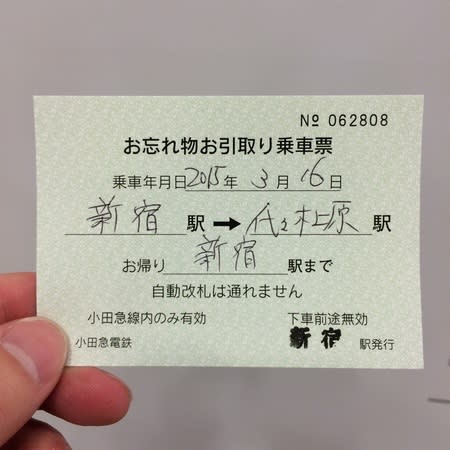 № 062808
お忘れ物お引取り乗車票
乗車年月日2015年 3月 16日
新宿 駅 ➡ 代々木上原 駅
お帰り 新宿 駅まで
自動改札は通れません
小田急線内のみ有効 下車前途無効
小田急電鉄 新宿 駅発行